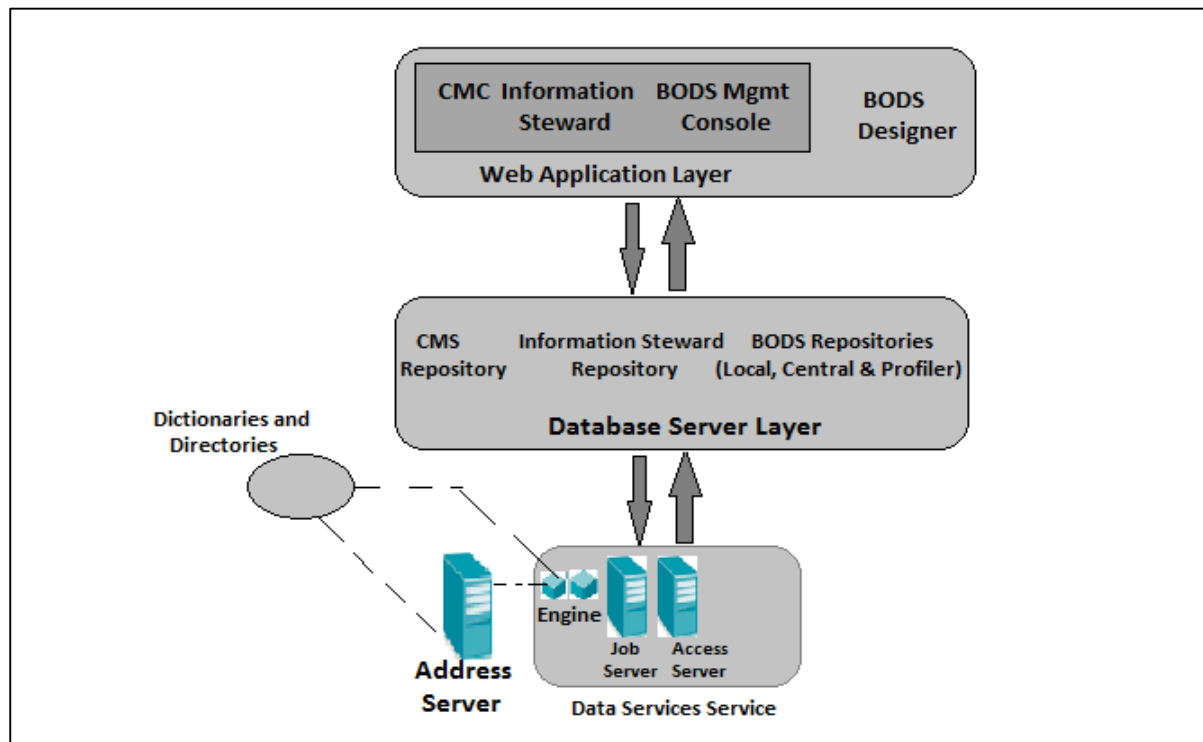 CMC Information
Steward
BODS Mgmt
Console
BODS
Designer
Web Application Layer
CMS
Repository
Information Steward
Repository
BODS Repositories
(Local, Central & Profiler)
Database Server Layer
Dictionaries and
Directories
Address
Server
Engine
Job
Server
Access
Server
Data Services Service